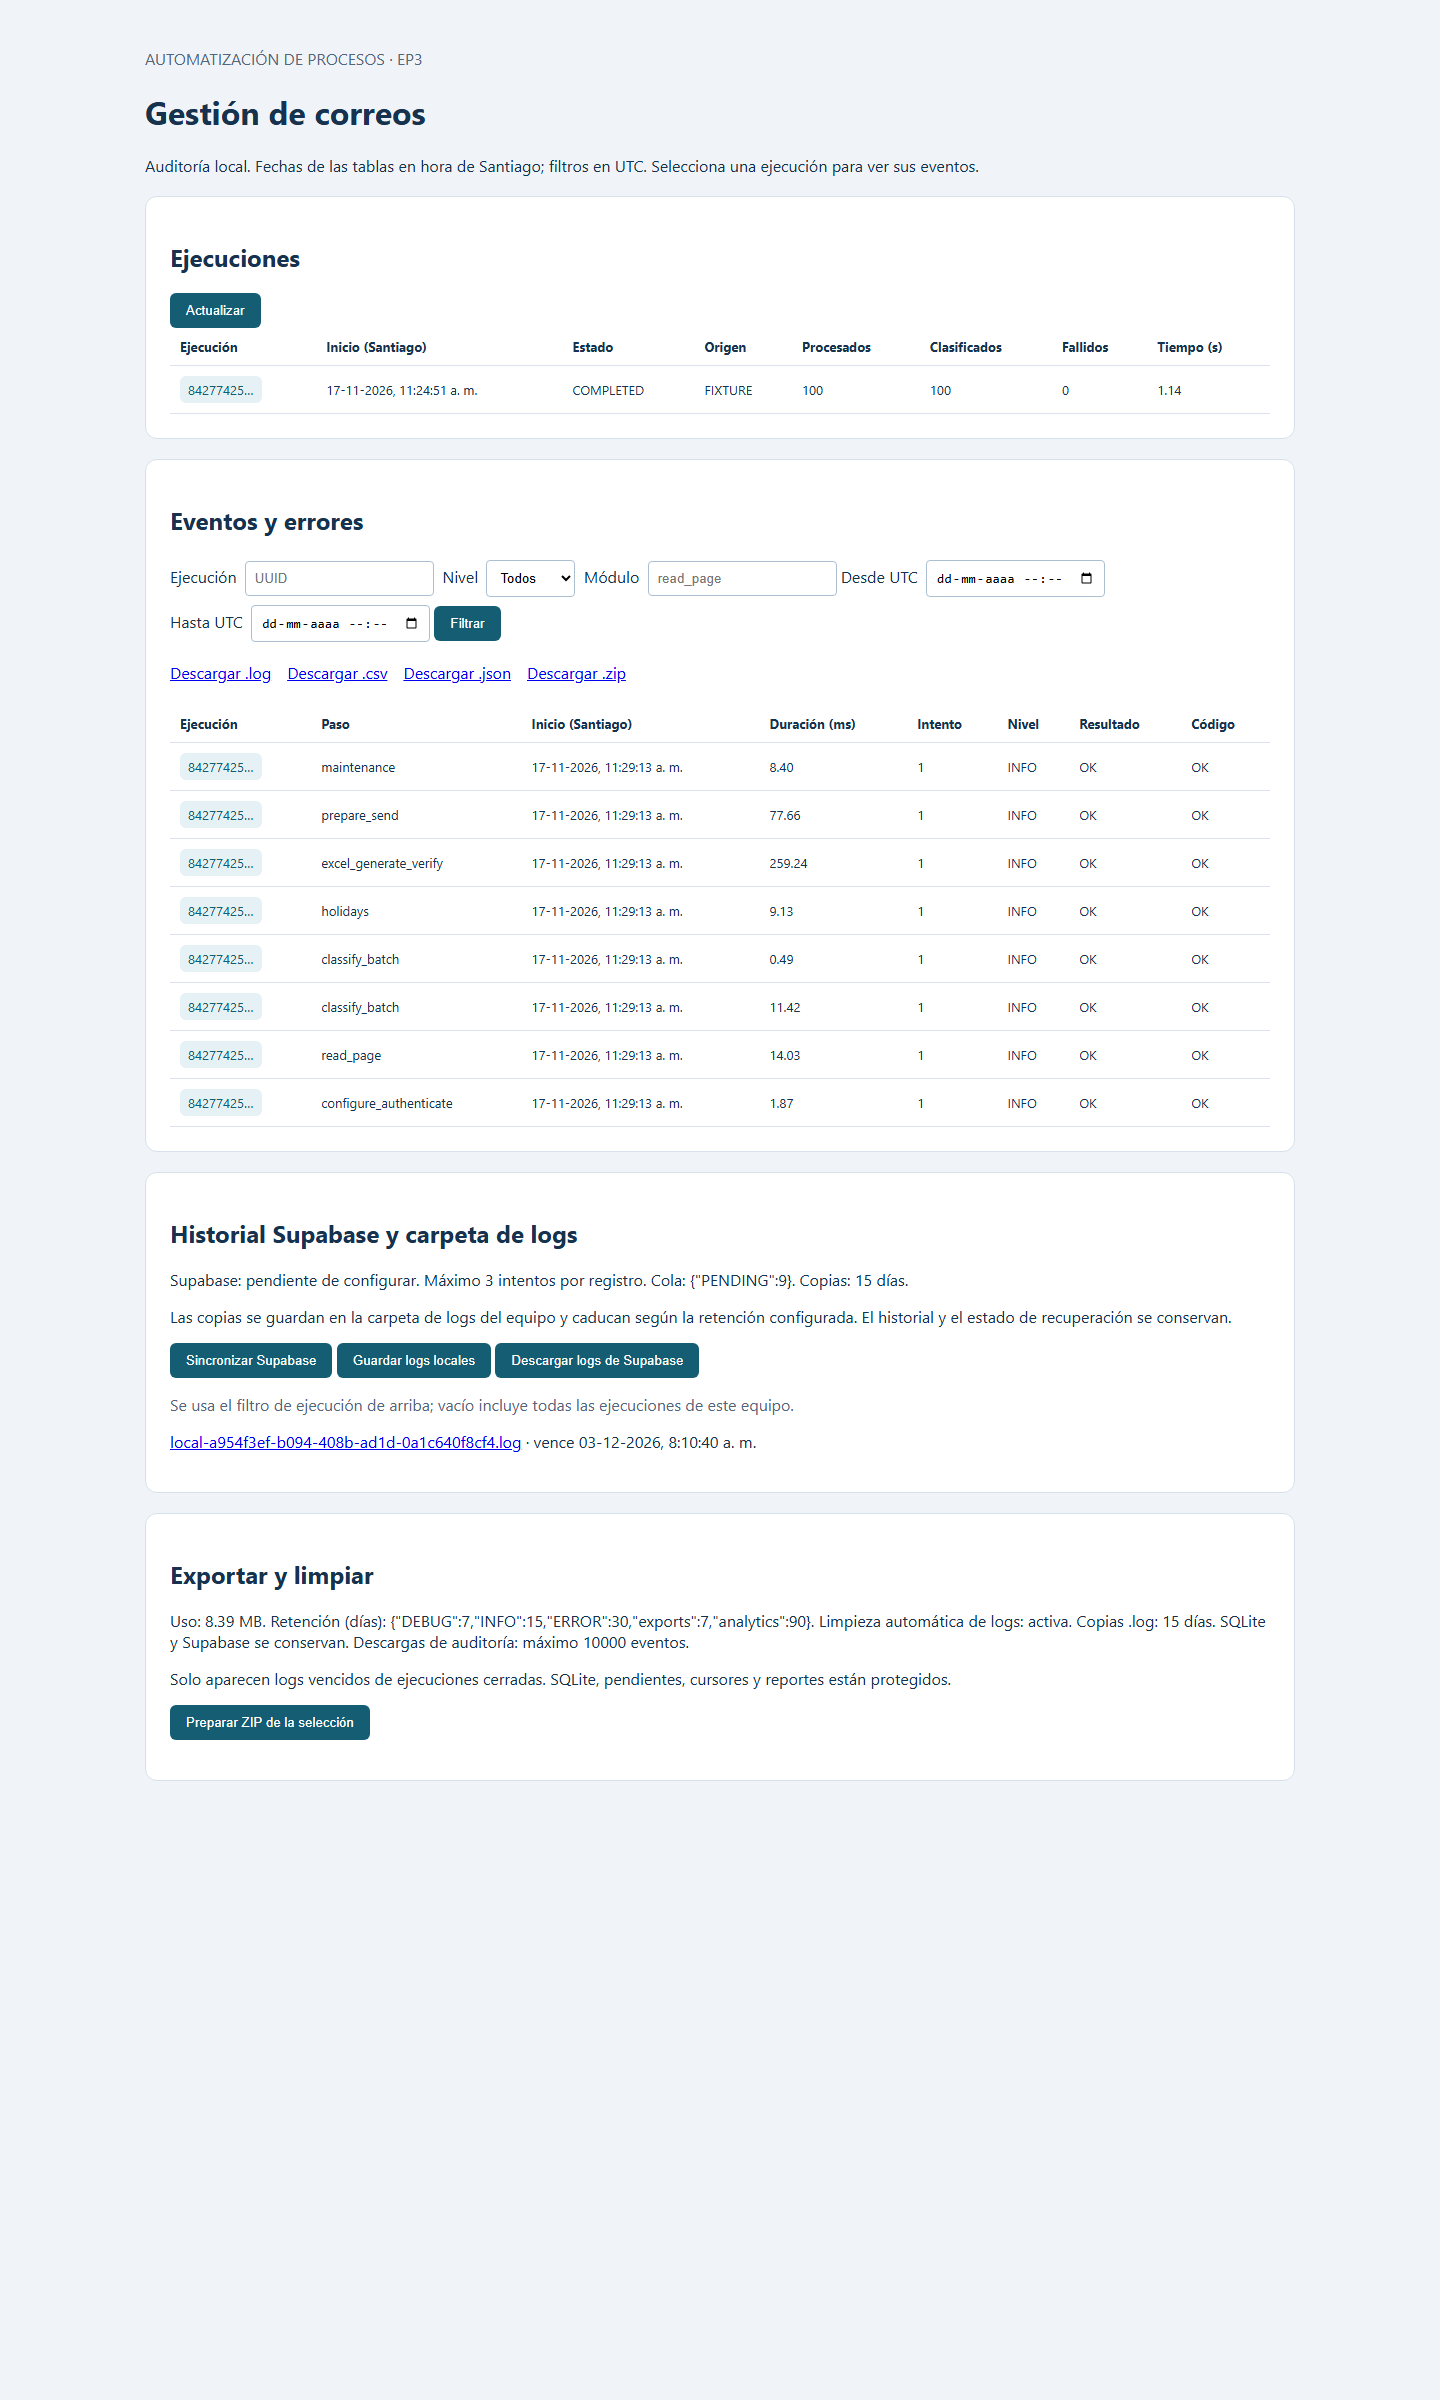 AUTOMATIZACIÓN DE PROCESOS · EP3
Gestión de correos
Auditoría local. Fechas de las tablas en hora de Santiago; filtros en UTC. Selecciona una ejecución para ver sus eventos.
Ejecuciones
Actualizar
Ejecución Inicio (Santiago) Estado Origen Procesados Clasificados Fallidos Tiempo (s)
84277425… 17-11-2026, 11:24:51 a. m. COMPLETED FIXTURE 100 100 0 1.14
Eventos y errores
Ejecución UUID Nivel Todos Módulo read_page Desde UTC dd-mm-aaaa --:--
Hasta UTC dd-mm-aaaa --:-- Filtrar
Descargar .log Descargar .csv Descargar .json Descargar .zip
Ejecución Paso Inicio (Santiago) Duración (ms) Intento Nivel Resultado Código
84277425… maintenance 17-11-2026, 11:29:13 a. m. 8.40 1 INFO OK OK
84277425… prepare_send 17-11-2026, 11:29:13 a. m. 77.66 1 INFO OK OK
84277425… excel_generate_verify 17-11-2026, 11:29:13 a. m. 259.24 1 INFO OK OK
84277425… holidays 17-11-2026, 11:29:13 a. m. 9.13 1 INFO OK OK
84277425… classify_batch 17-11-2026, 11:29:13 a. m. 0.49 1 INFO OK OK
84277425… classify_batch 17-11-2026, 11:29:13 a. m. 11.42 1 INFO OK OK
84277425… read_page 17-11-2026, 11:29:13 a. m. 14.03 1 INFO OK OK
84277425… configure_authenticate 17-11-2026, 11:29:13 a. m. 1.87 1 INFO OK OK
Historial Supabase y carpeta de logs
Supabase: pendiente de configurar. Máximo 3 intentos por registro. Cola: {"PENDING":9}. Copias: 15 días.
Las copias se guardan en la carpeta de logs del equipo y caducan según la retención configurada. El historial y el estado de recuperación se conservan.
Sincronizar Supabase Guardar logs locales Descargar logs de Supabase
Se usa el filtro de ejecución de arriba; vacío incluye todas las ejecuciones de este equipo.
local-a954f3ef-b094-408b-ad1d-0a1c640f8cf4.log · vence 03-12-2026, 8:10:40 a. m.
Exportar y limpiar
Uso: 8.39 MB. Retención (días): {"DEBUG":7,"INFO":15,"ERROR":30,"exports":7,"analytics":90}. Limpieza automática de logs: activa. Copias .log: 15 días. SQLite
y Supabase se conservan. Descargas de auditoría: máximo 10000 eventos.
Solo aparecen logs vencidos de ejecuciones cerradas. SQLite, pendientes, cursores y reportes están protegidos.
Preparar ZIP de la selección